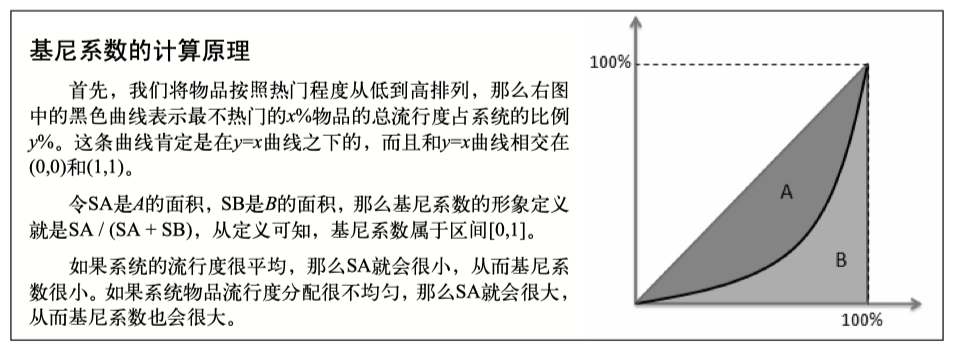 基尼系数的计算原理
首先，我们将物品按照热门程度从低到高排列，那么右图
中的黑色曲线表示最不热门的x%物品的总流行度占系统的比例
y%。这条曲线肯定是在y=x曲线之下的，而且和y=x曲线相交在
(0,0)和(1,1)。
令SA是A的面积，SB是B的面积，那么基尼系数的形象定义
就是SA / (SA + SB)，从定义可知，基尼系数属于区间[0,1]。
如果系统的流行度很平均，那么SA就会很小，从而基尼系
数很小。如果系统物品流行度分配很不均匀，那么SA就会很大，
从而基尼系数也会很大。
100%
A
B
100%